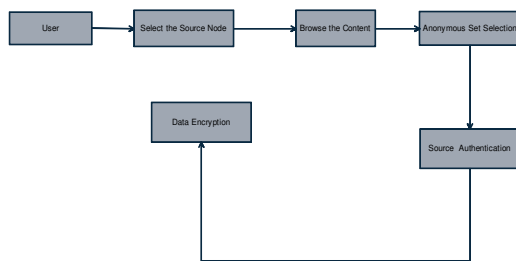 User
Select the Source Node
Browse the Content
Anonymous Set Selection
Data Encryption
Source Authentication